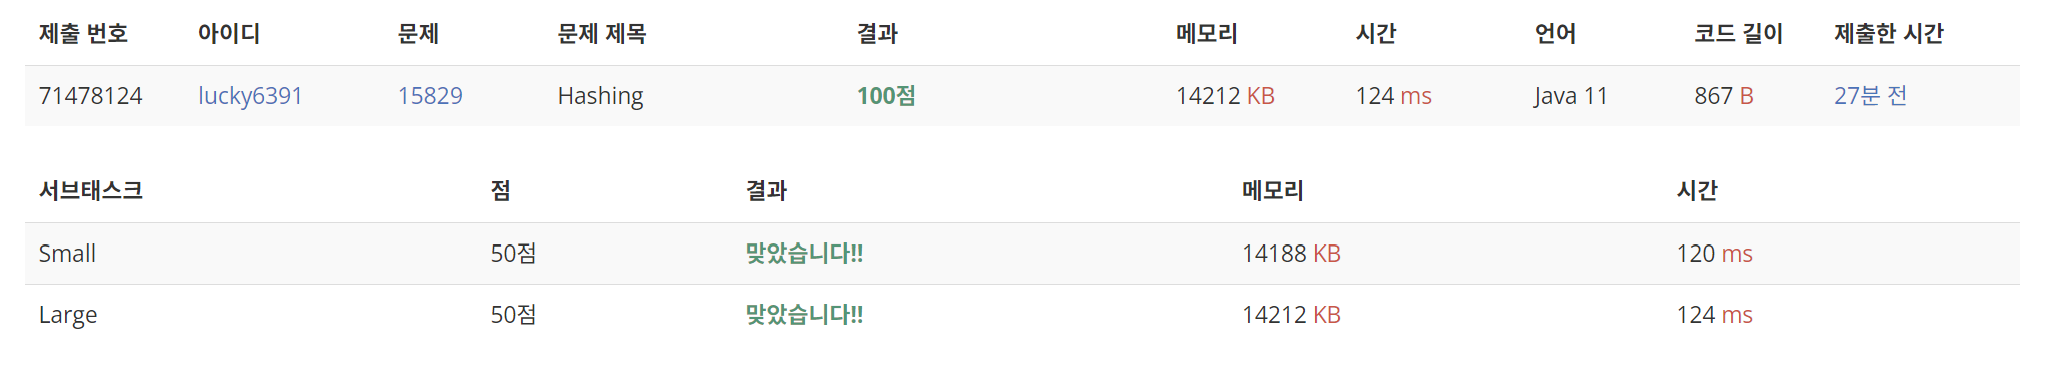 제출 번호 아이디 문제 문제 제목 결과 메모리 시간 언어 코드 길이 제출한 시간
71478124 lucky6391 15829 Hashing 100점 14212 KB 124 ms Java 11 867 B 27분 전
서브태스크 점 결과 메모리 시간
Small 50점 맞았습니다!! 14188 KB 120 ms
Large 50점 맞았습니다!! 14212 KB 124 ms